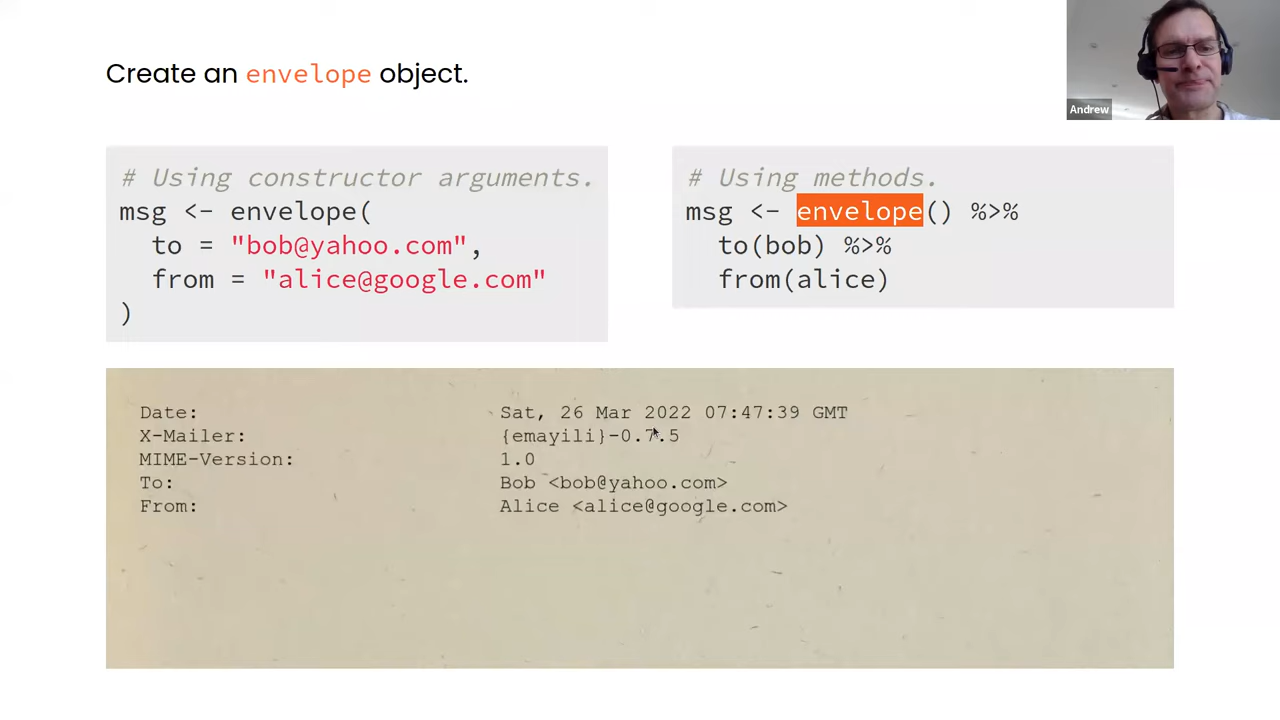 Create an envelope object.
Andrew
# Using constructor arguments.
msg <- envelope(
  to = "bob@yahoo.com",
  from = "alice@google.com"
)
# Using methods.
msg <- envelope() %>%
  to(bob) %>%
  from(alice)
Date: Sat, 26 Mar 2022 07:47:39 GMT
X-Mailer: {emayili}-0.7.5
MIME-Version: 1.0
To: Bob <bob@yahoo.com>
From: Alice <alice@google.com>